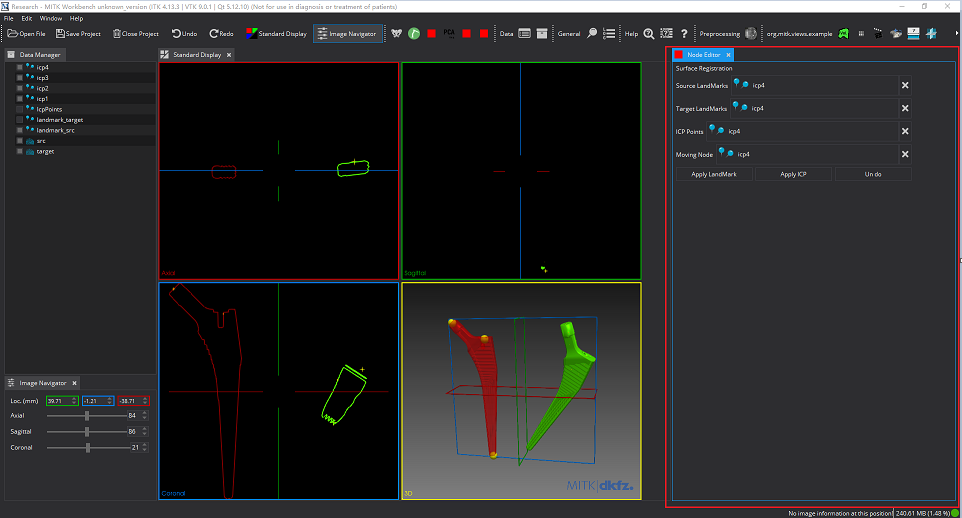 Research - MITK Workbench unknown_version (ITK 4.13.3 | VTK 9.0.1 | Qt 5.12.10) (Not for use in diagnosis or treatment of patients)
File Edit Window Help
Open File Save Project Close Project Undo Redo Standard Display Image Navigator PCA Data General Help Preprocessing org.mitk.views.example
Data Manager
icp4
icp3
icp2
icp1
IcpPoints
landmark_target
landmark_src
src
target
Image Navigator
Loc. (mm) 39.71 -1.21 -38.71
Axial 84
Sagittal 86
Coronal 21
Standard Display
Axial
Sagittal
Coronal
3D
MITK dkfz.
Node Editor
Surface Registration
Source LandMarks icp4
Target LandMarks icp4
ICP Points icp4
Moving Node icp4
Apply LandMark Apply ICP Un do
No image information at this position! 240.61 MB (1.48 %)